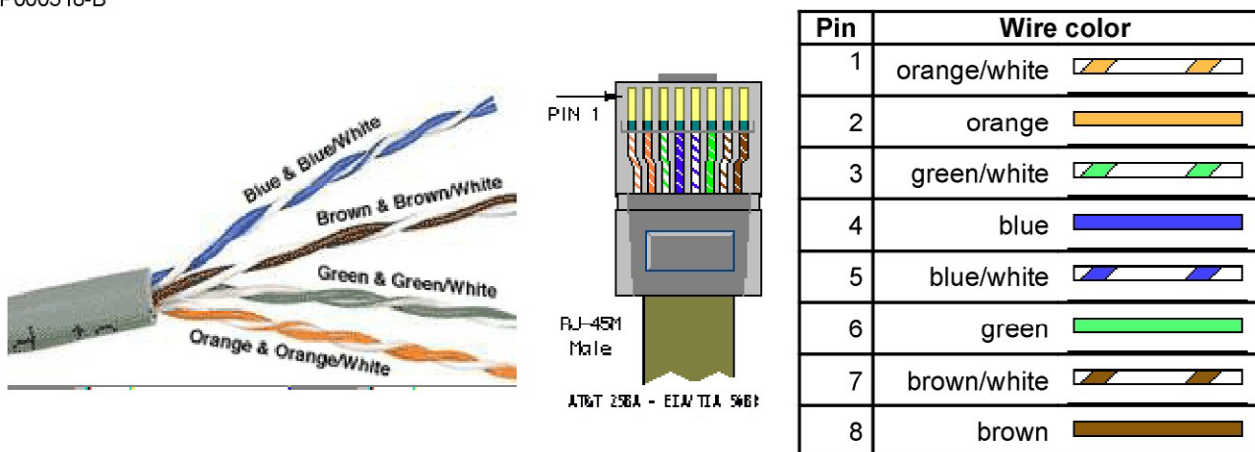 Blue & Blue/White
Brown & Brown/White
Green & Green/White
Orange & Orange/White
PIN 1
RJ-45M
Male
AT&T 258A - EIA/TIA
Pin Wire color
1 orange/white
2 orange
3 green/white
4 blue
5 blue/white
6 green
7 brown/white
8 brown